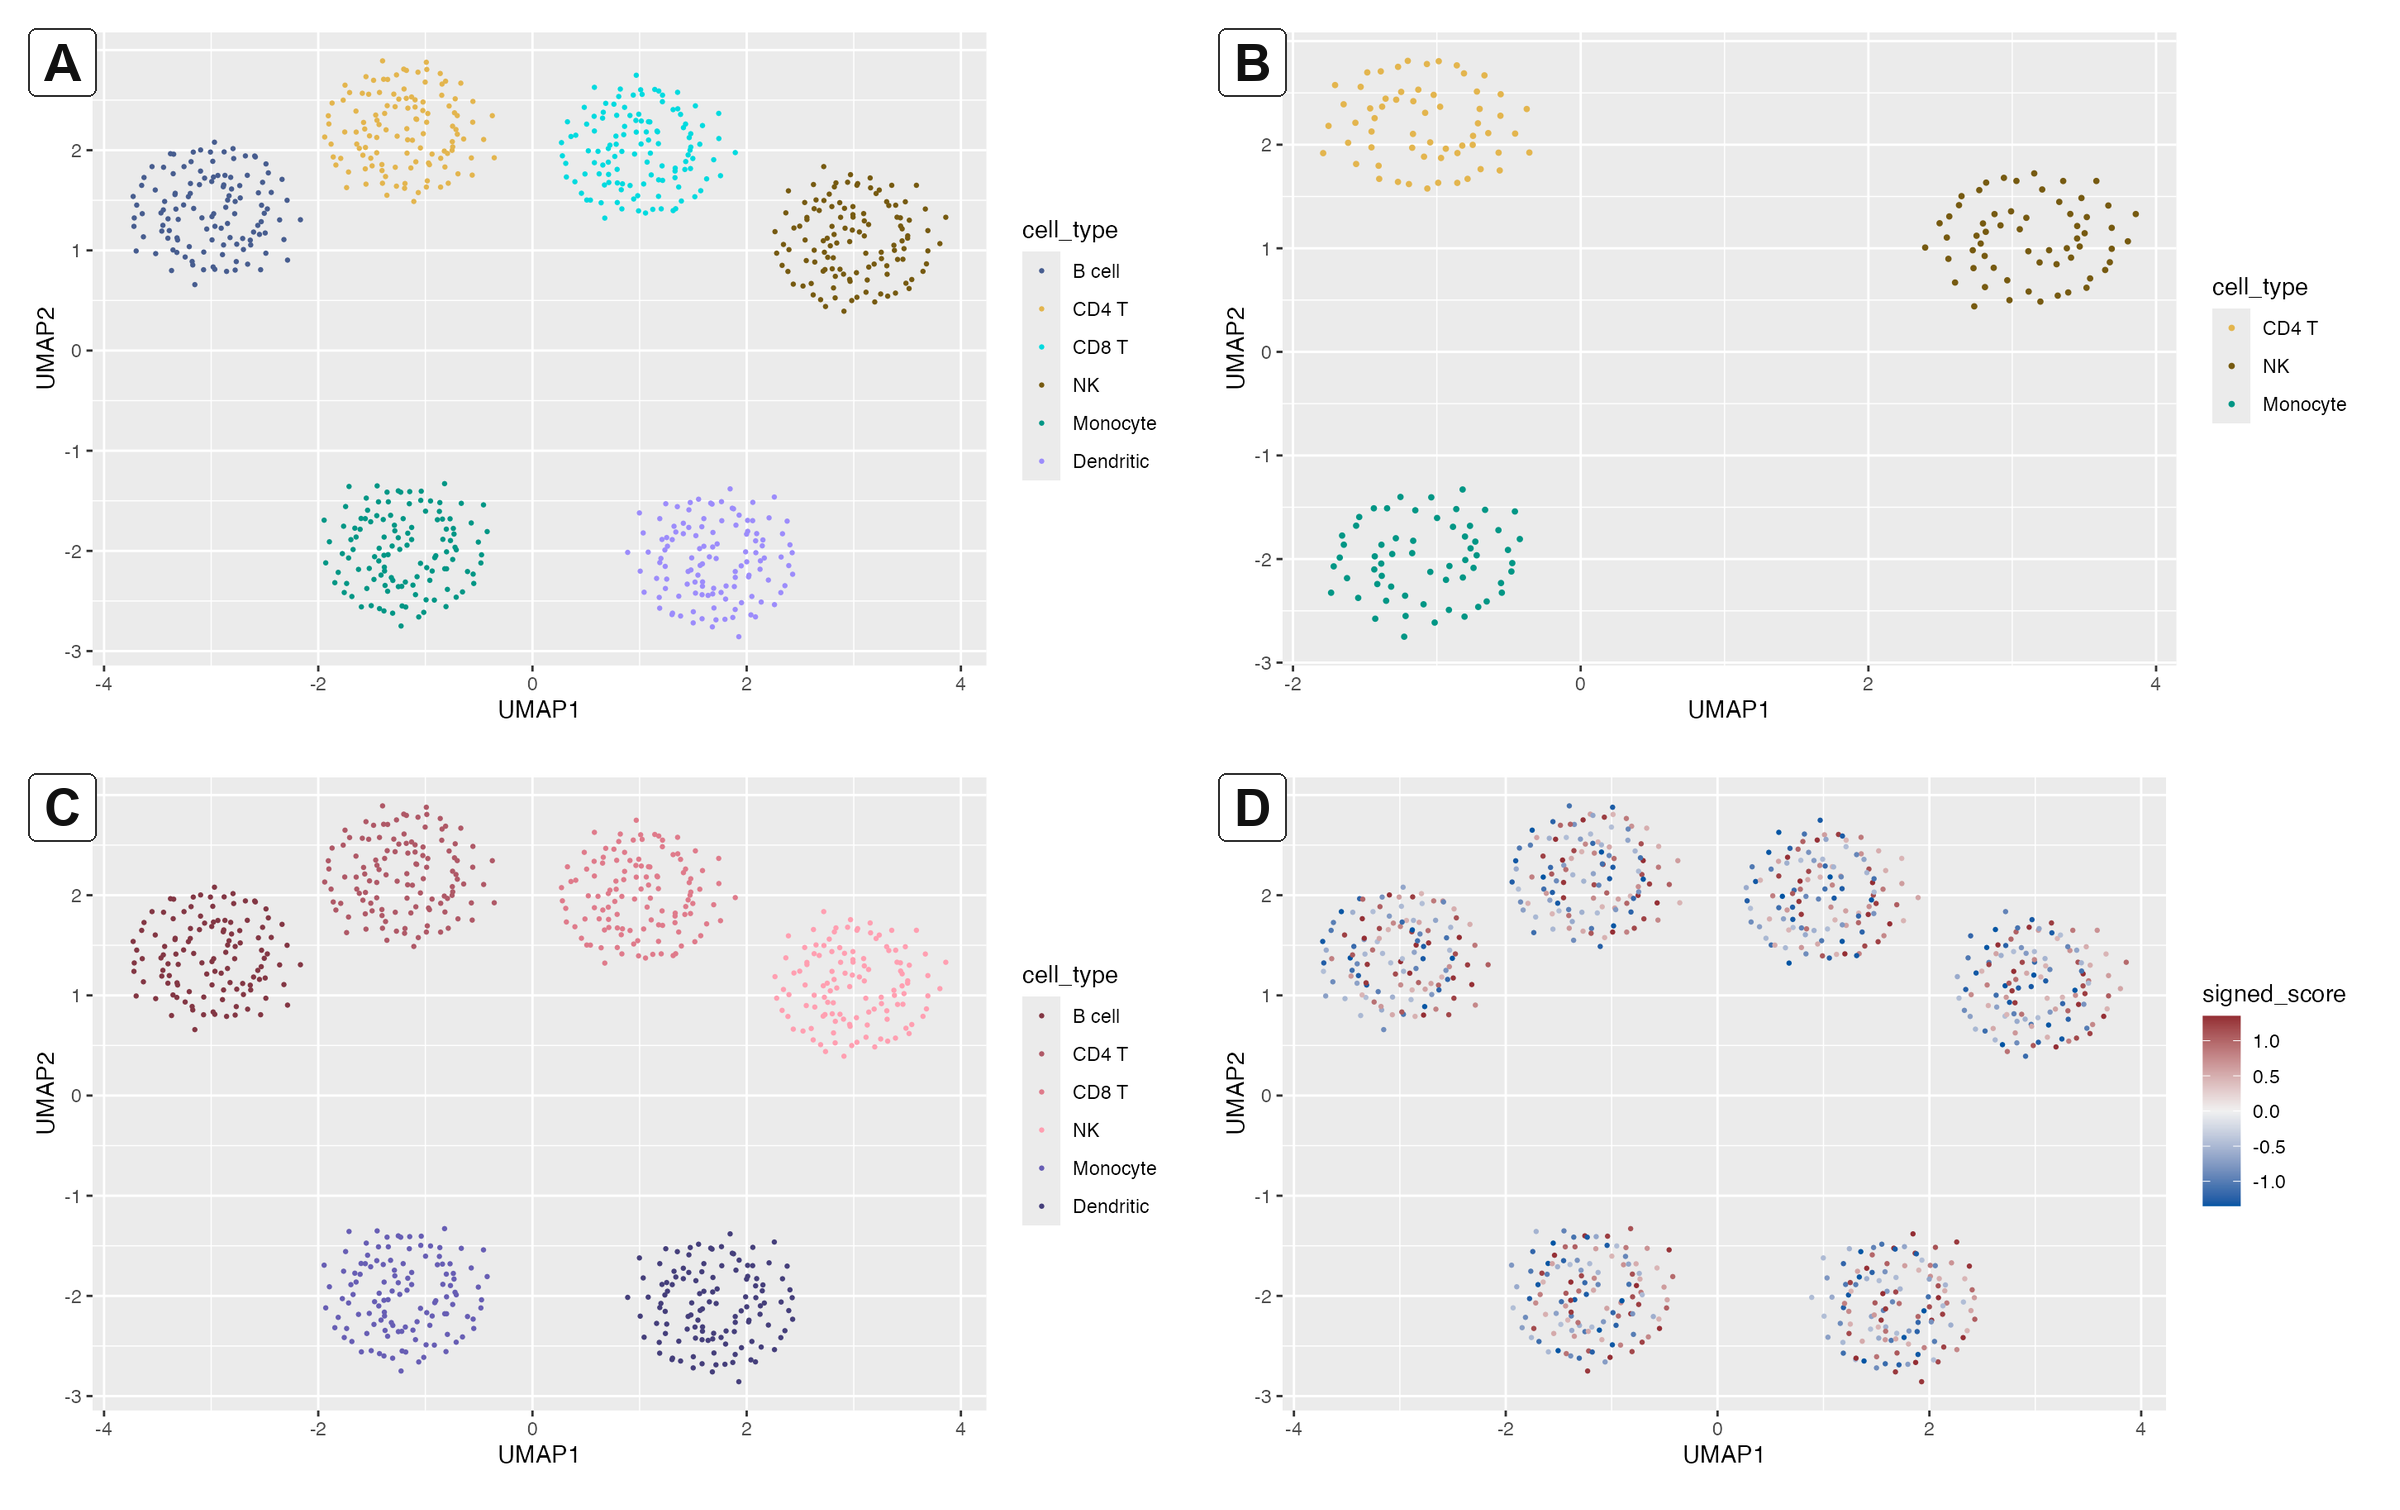 A
UMAP2
2
1
0
-1
-2
-3
-4 -2 0 2 4
UMAP1
cell_type
B cell
CD4 T
CD8 T
NK
Monocyte
Dendritic
B
UMAP2
2
1
0
-1
-2
-3
-2 0 2 4
UMAP1
cell_type
CD4 T
NK
Monocyte
C
UMAP2
2
1
0
-1
-2
-3
-4 -2 0 2 4
UMAP1
cell_type
B cell
CD4 T
CD8 T
NK
Monocyte
Dendritic
D
UMAP2
2
1
0
-1
-2
-3
-4 -2 0 2 4
UMAP1
signed_score
1.0
0.5
0.0
-0.5
-1.0